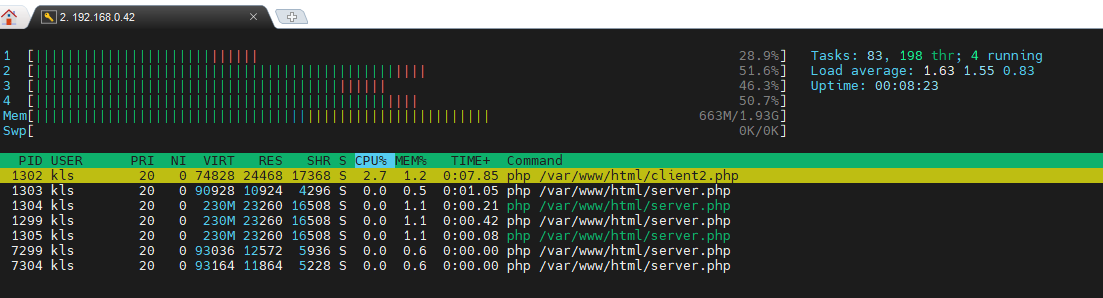 2. 192.168.0.42
1 [|||||||||||||||||||||||||||| 28.9%] Tasks: 83, 198 thr; 4 running
2 [||||||||||||||||||||||||||||||||||||||||||||||||| 51.6%] Load average: 1.63 1.55 0.83
3 [|||||||||||||||||||||||||||||||||||||||||||| 46.3%] Uptime: 00:08:23
4 [|||||||||||||||||||||||||||||||||||||||||||||||| 50.7%]
Mem[||||||||||||||||||||||||||||||||||||||||||||||||||||||||| 663M/1.93G]
Swp[ 0K/0K]
PID USER PRI NI VIRT RES SHR S CPU% MEM% TIME+ Command
1302 kls 20 0 74828 24468 17368 S 2.7 1.2 0:07.85 php /var/www/html/client2.php
1303 kls 20 0 90928 10924 4296 S 0.0 0.5 0:01.05 php /var/www/html/server.php
1304 kls 20 0 230M 23260 16508 S 0.0 1.1 0:00.21 php /var/www/html/server.php
1299 kls 20 0 230M 23260 16508 S 0.0 1.1 0:00.42 php /var/www/html/server.php
1305 kls 20 0 230M 23260 16508 S 0.0 1.1 0:00.08 php /var/www/html/server.php
7299 kls 20 0 93036 12572 5936 S 0.0 0.6 0:00.00 php /var/www/html/server.php
7304 kls 20 0 93164 11864 5228 S 0.0 0.6 0:00.00 php /var/www/html/server.php